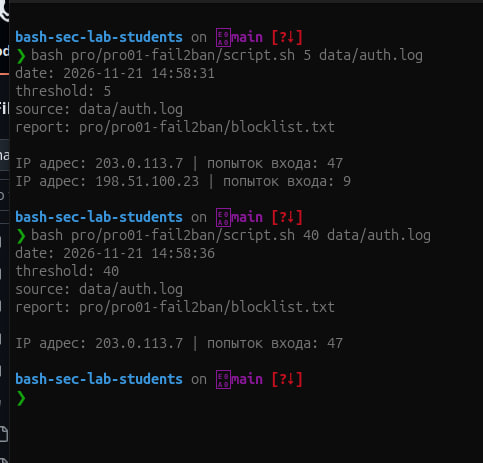 bash-sec-lab-students on main [?↓]
❯ bash pro/pro01-fail2ban/script.sh 5 data/auth.log
date: 2026-11-21 14:58:31
threshold: 5
source: data/auth.log
report: pro/pro01-fail2ban/blocklist.txt
IP адрес: 203.0.113.7 | попыток входа: 47
IP адрес: 198.51.100.23 | попыток входа: 9
bash-sec-lab-students on main [?↓]
❯ bash pro/pro01-fail2ban/script.sh 40 data/auth.log
date: 2026-11-21 14:58:36
threshold: 40
source: data/auth.log
report: pro/pro01-fail2ban/blocklist.txt
IP адрес: 203.0.113.7 | попыток входа: 47
bash-sec-lab-students on main [?↓]
❯